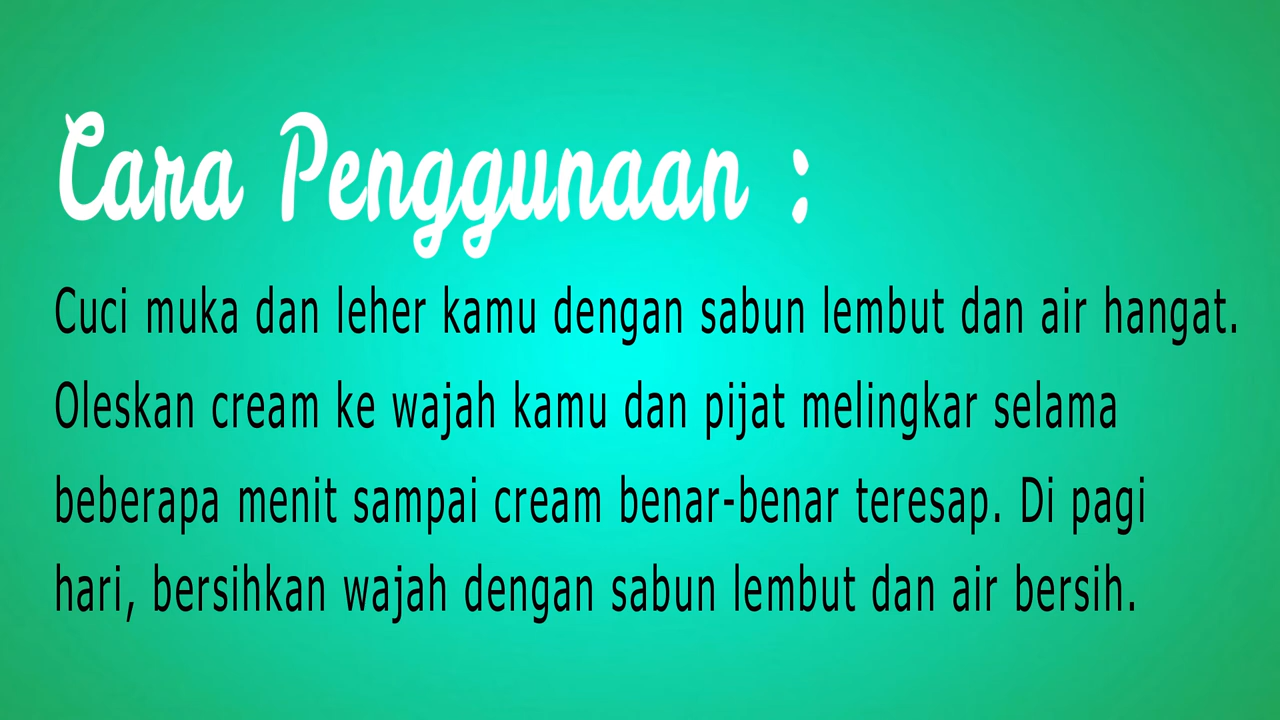 Cara Penggunaan :
Cuci muka dan leher kamu dengan sabun lembut dan air hangat.
Oleskan cream ke wajah kamu dan pijat melingkar selama
beberapa menit sampai cream benar-benar teresap. Di pagi
hari, bersihkan wajah dengan sabun lembut dan air bersih.